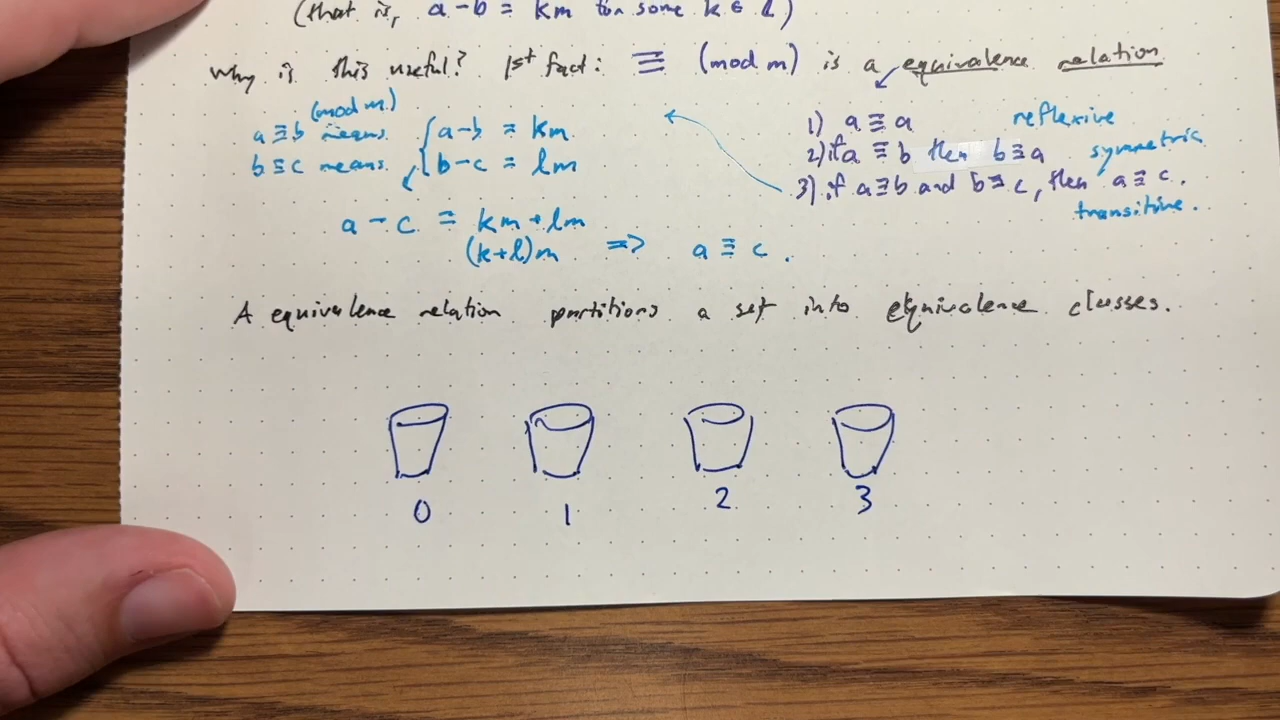 (that is, a - b = km for some k ∈ Z)
Why is this useful? 1st fact: ≡ (mod m) is a equivalence relation
(mod m)
a ≡ b means
b ≡ c means
a - b = km
b - c = lm
a - c = km + lm
(k+l)m => a ≡ c.
1) a ≡ a reflexive
2) if a ≡ b then b ≡ a symmetric
3) if a ≡ b and b ≡ c, then a ≡ c.
transitive.
A equivalence relation partitions a set into equivalence classes.
0 1 2 3